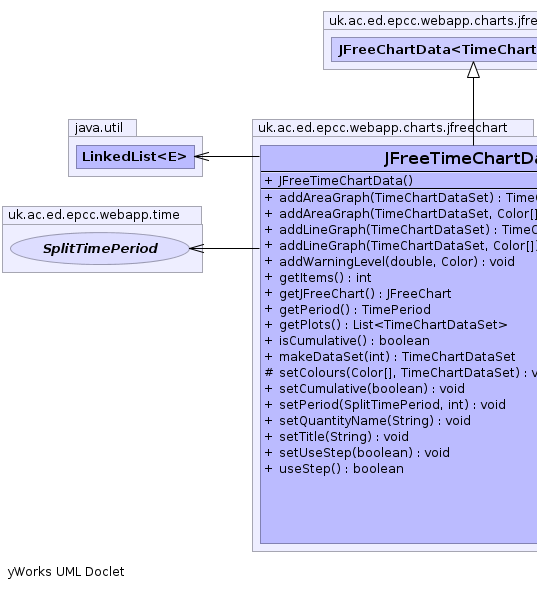 uk.ac.ed.epcc.webapp.charts.jfre
JFreeChartData<TimeChart
java.util
LinkedList<E>
uk.ac.ed.epcc.webapp.time
SplitTimePeriod
uk.ac.ed.epcc.webapp.charts.jfreechart
JFreeTimeChartDa
+ JFreeTimeChartData()
+ addAreaGraph(TimeChartDataSet) : TimeC
+ addAreaGraph(TimeChartDataSet, Color[]
+ addLineGraph(TimeChartDataSet) : TimeC
+ addLineGraph(TimeChartDataSet, Color[]
+ addWarningLevel(double, Color) : void
+ getItems() : int
+ getJFreeChart() : JFreeChart
+ getPeriod() : TimePeriod
+ getPlots() : List<TimeChartDataSet>
+ isCumulative() : boolean
+ makeDataSet(int) : TimeChartDataSet
# setColours(Color[], TimeChartDataSet) : v
+ setCumulative(boolean) : void
+ setPeriod(SplitTimePeriod, int) : void
+ setQuantityName(String) : void
+ setTitle(String) : void
+ setUseStep(boolean) : void
+ useStep() : boolean
yWorks UML Doclet